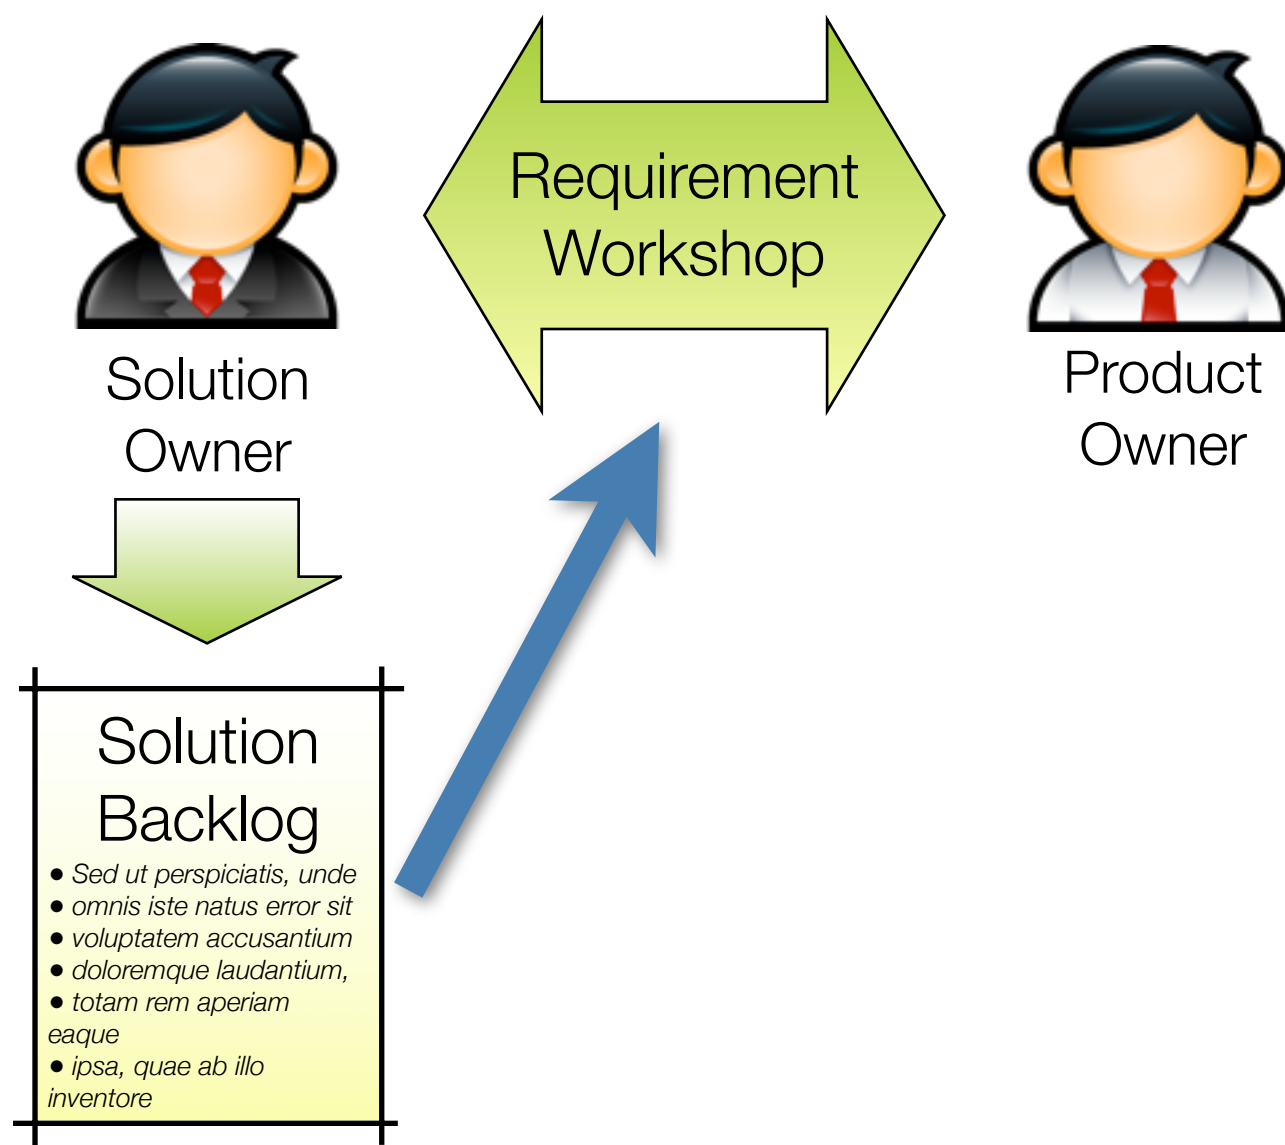 Requirement
Workshop
Solution
Owner
Product
Owner
Solution
Backlog
• Sed ut perspiciatis, unde
• omnis iste natus error sit
• voluptatem accusantium
• doloremque laudantium,
• totam rem aperiam
eaque
• ipsa, quae ab illo
inventore